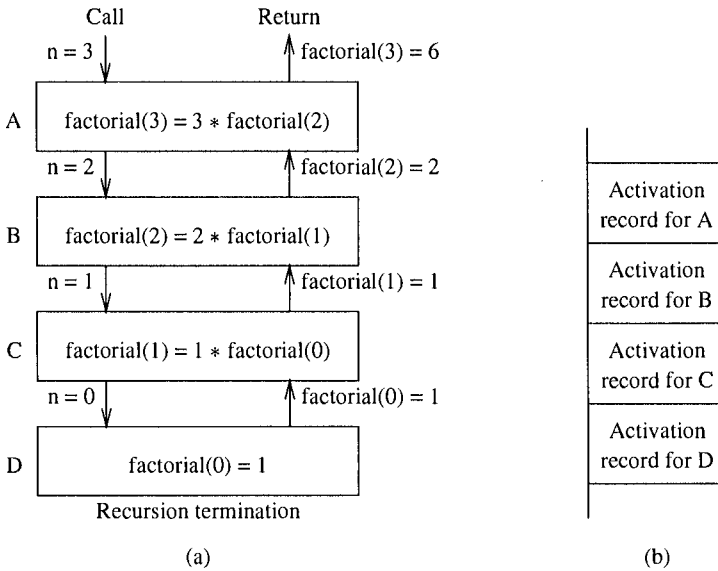 Call Return
n = 3 factorial(3) = 6
A factorial(3) = 3 * factorial(2)
n = 2 factorial(2) = 2
B factorial(2) = 2 * factorial(1)
n = 1 factorial(1) = 1
C factorial(1) = 1 * factorial(0)
n = 0 factorial(0) = 1
D factorial(0) = 1
Recursion termination
(a)
Activation
record for A
Activation
record for B
Activation
record for C
Activation
record for D
(b)